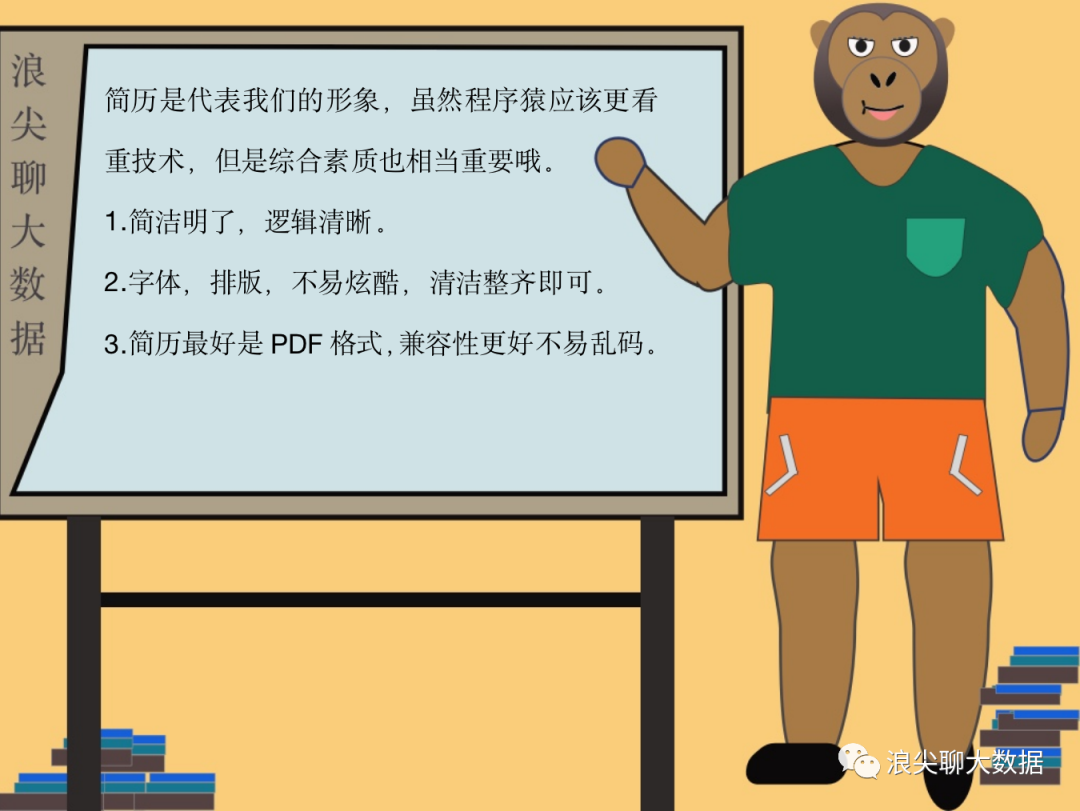 浪尖聊大数据
简历是代表我们的形象，虽然程序猿应该更看
重技术，但是综合素质也相当重要哦。
1.简洁明了，逻辑清晰。
2.字体，排版，不易炫酷，清洁整齐即可。
3.简历最好是 PDF 格式,兼容性更好不易乱码。
浪尖聊大数据